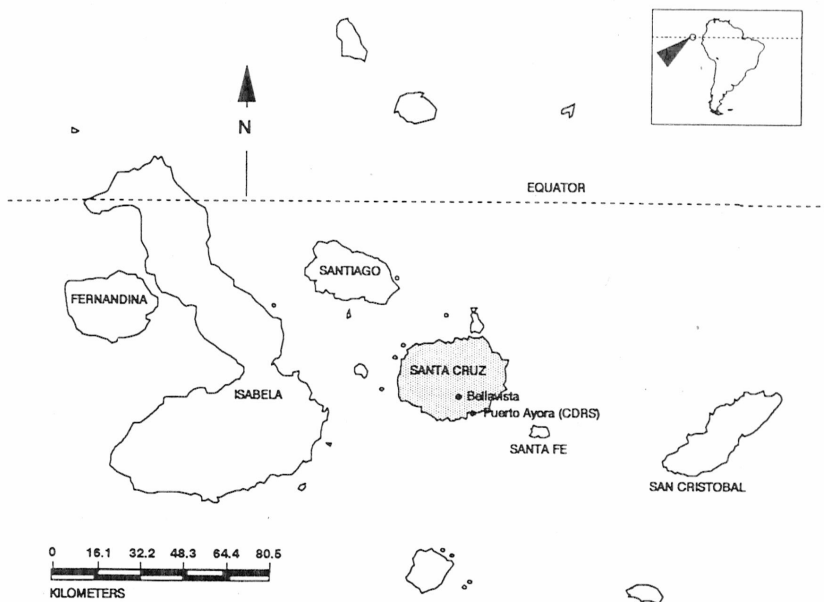 N
EQUATOR
SANTIAGO
FERNANDINA
SANTA CRUZ
ISABELA
Bellavista
Puerto Ayora (CDRS)
SANTA FE
SAN CRISTOBAL
0 16.1 32.2 48.3 64.4 80.5
KILOMETERS